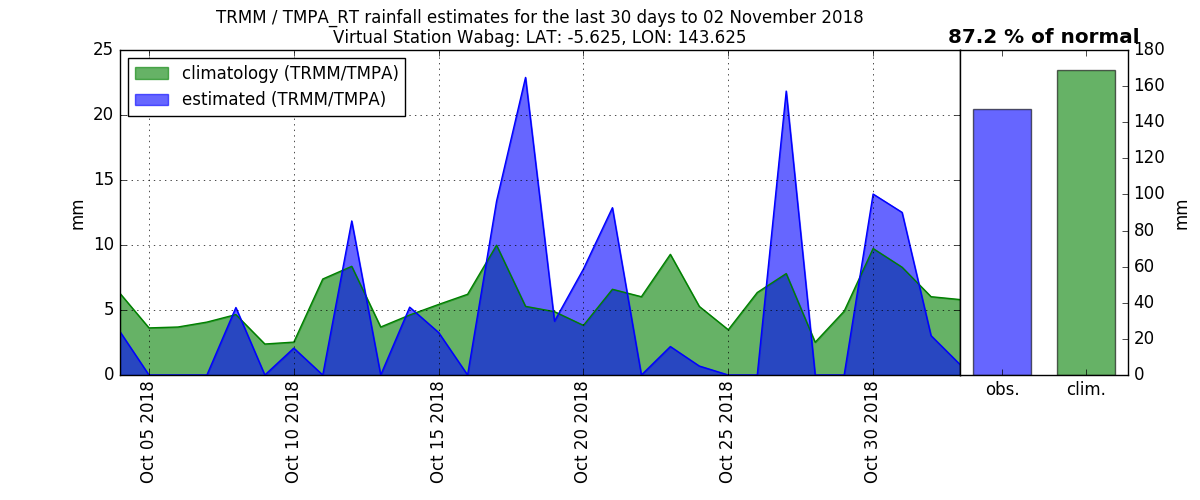 TRMM / TMPA_RT rainfall estimates for the last 30 days to 02 November 2018
Virtual Station Wabag: LAT: -5.625, LON: 143.625
87.2 % of normal
climatology (TRMM/TMPA)
estimated (TRMM/TMPA)
25
20
15
10
5
0
mm
Oct 05 2018
Oct 10 2018
Oct 15 2018
Oct 20 2018
Oct 25 2018
Oct 30 2018
180
160
140
120
100
80
60
40
20
0
mm
obs.
clim.